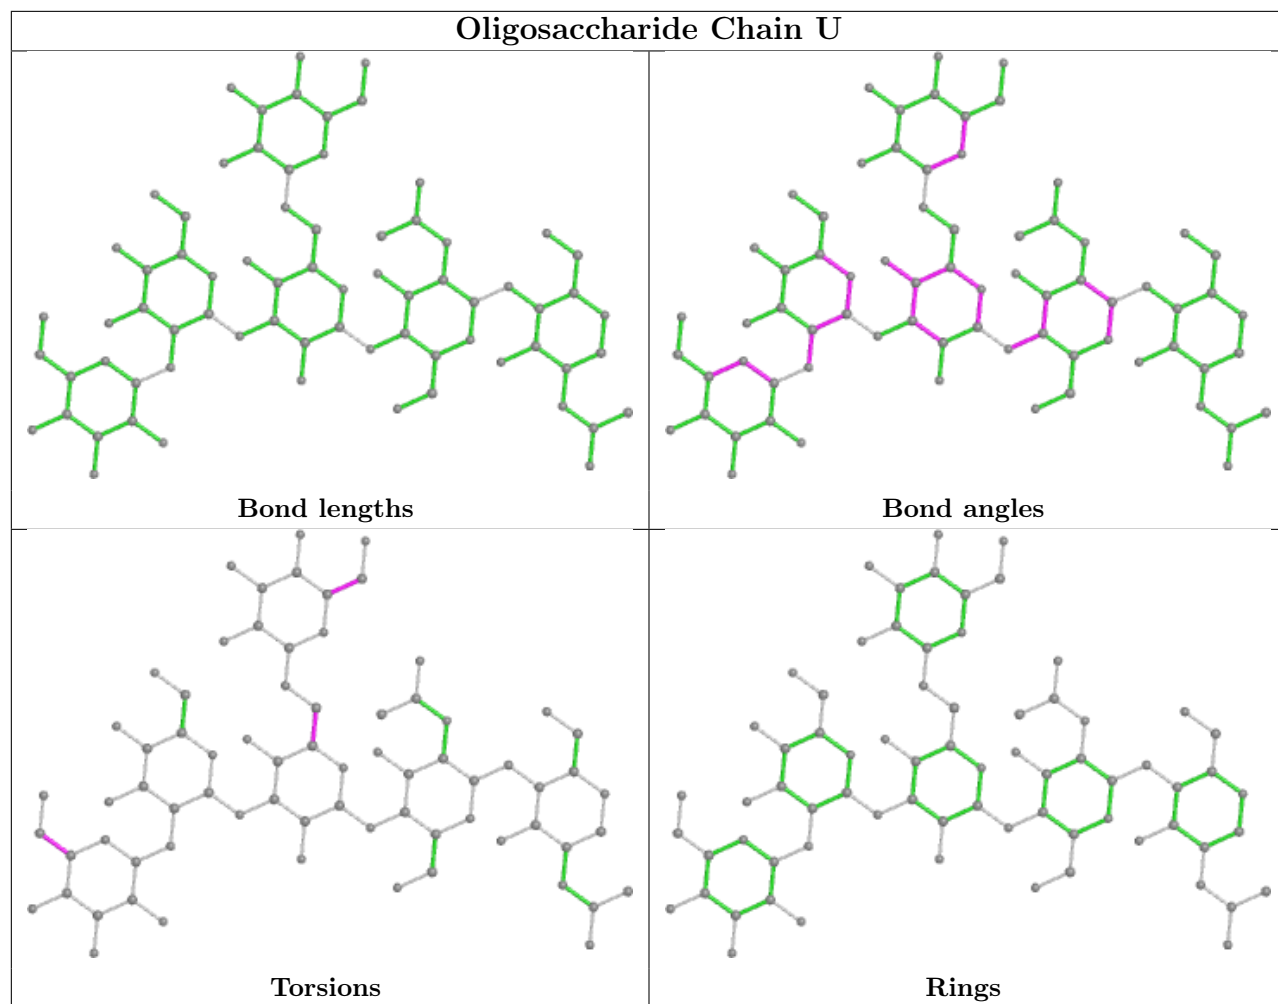 Oligosaccharide Chain U
Bond lengths
Bond angles
Torsions
Rings